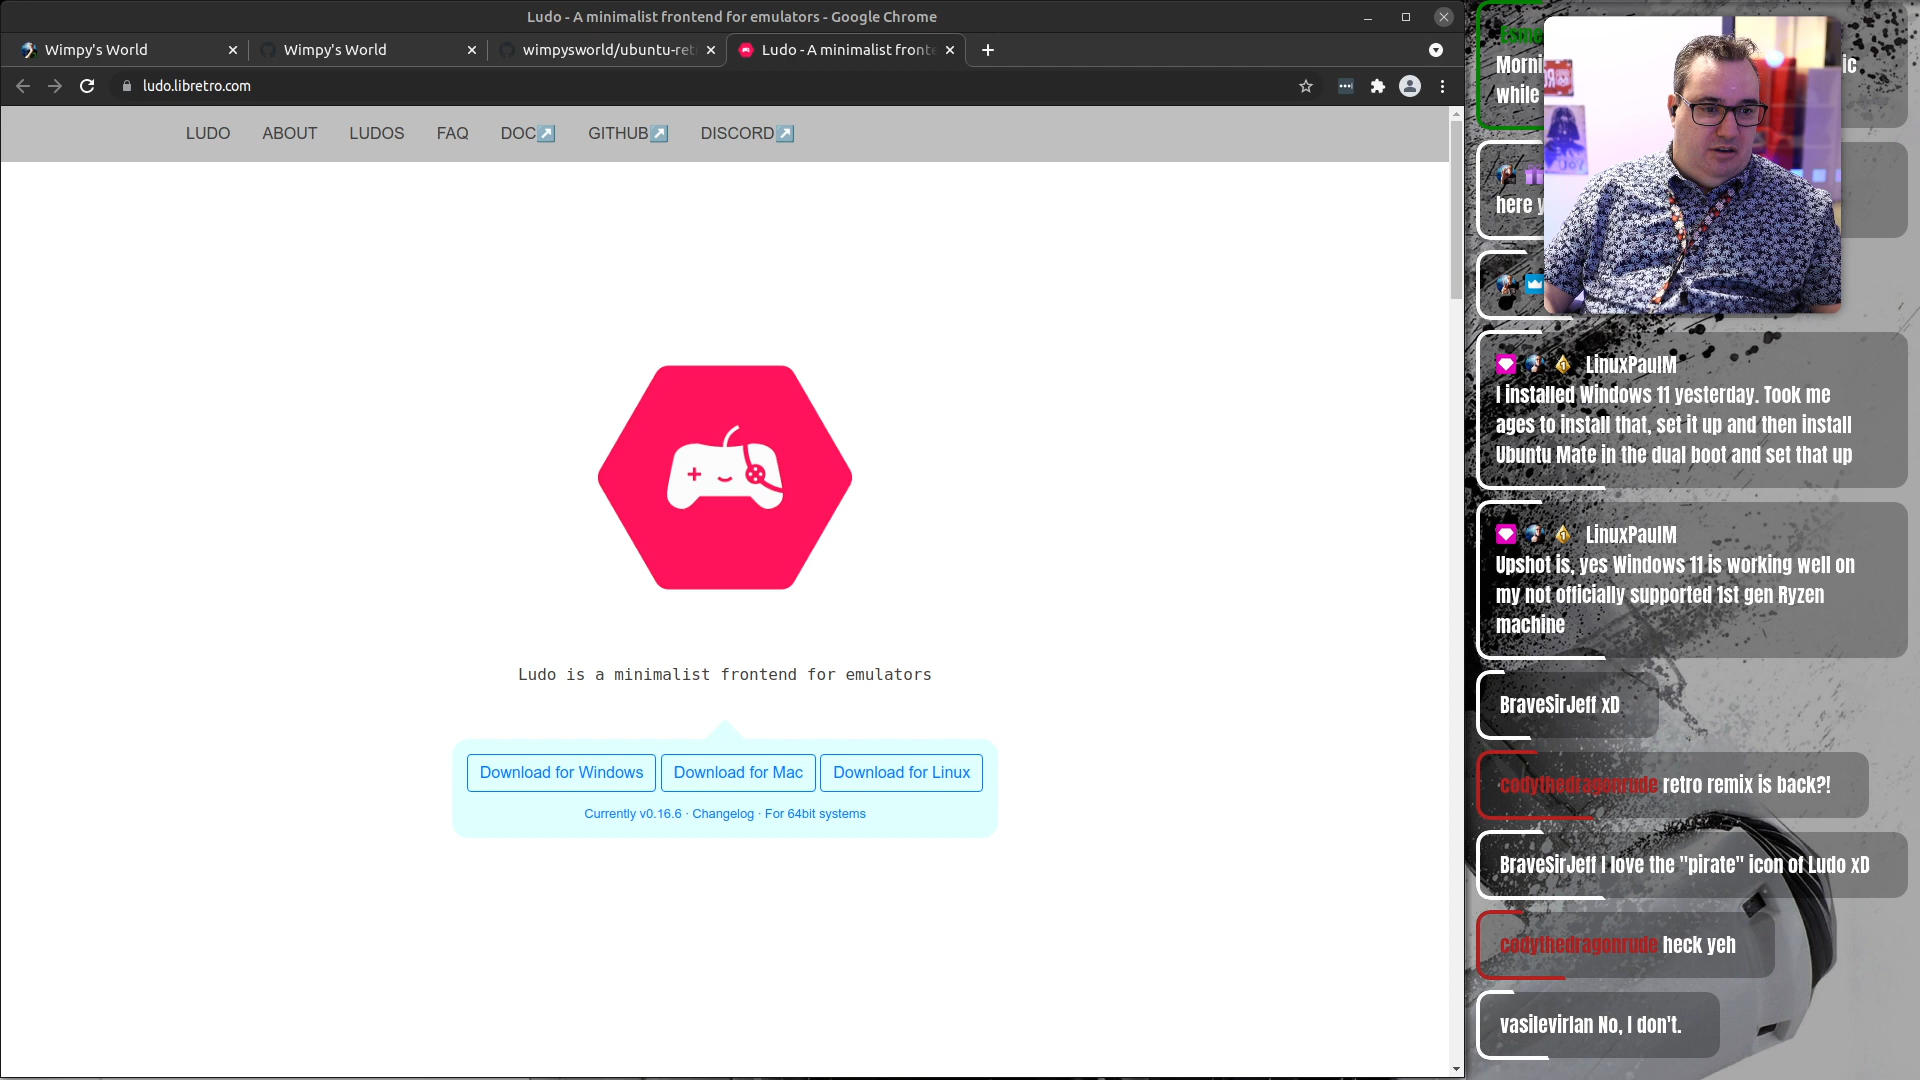 Ludo - A minimalist frontend for emulators - Google Chrome
Wimpy's World
Wimpy's World
wimpysworld/ubuntu-ret
Ludo - A minimalist fronte
ludo.libretro.com
LUDO ABOUT LUDOS FAQ DOC GITHUB DISCORD
Ludo is a minimalist frontend for emulators
Download for Windows Download for Mac Download for Linux
Currently v0.16.6 · Changelog · For 64bit systems
Morni ic
while
here y
LinuxPaulM
I installed Windows 11 yesterday. Took me
ages to install that, set it up and then install
Ubuntu Mate in the dual boot and set that up
LinuxPaulM
Upshot is, yes Windows 11 is working well on
my not officially supported 1st gen Ryzen
machine
BraveSirJeff xD
codythedragonrude retro remix is back?!
BraveSirJeff I love the "pirate" icon of Ludo xD
codythedragonrude heck yeh
vasilevirlan No, I don't.